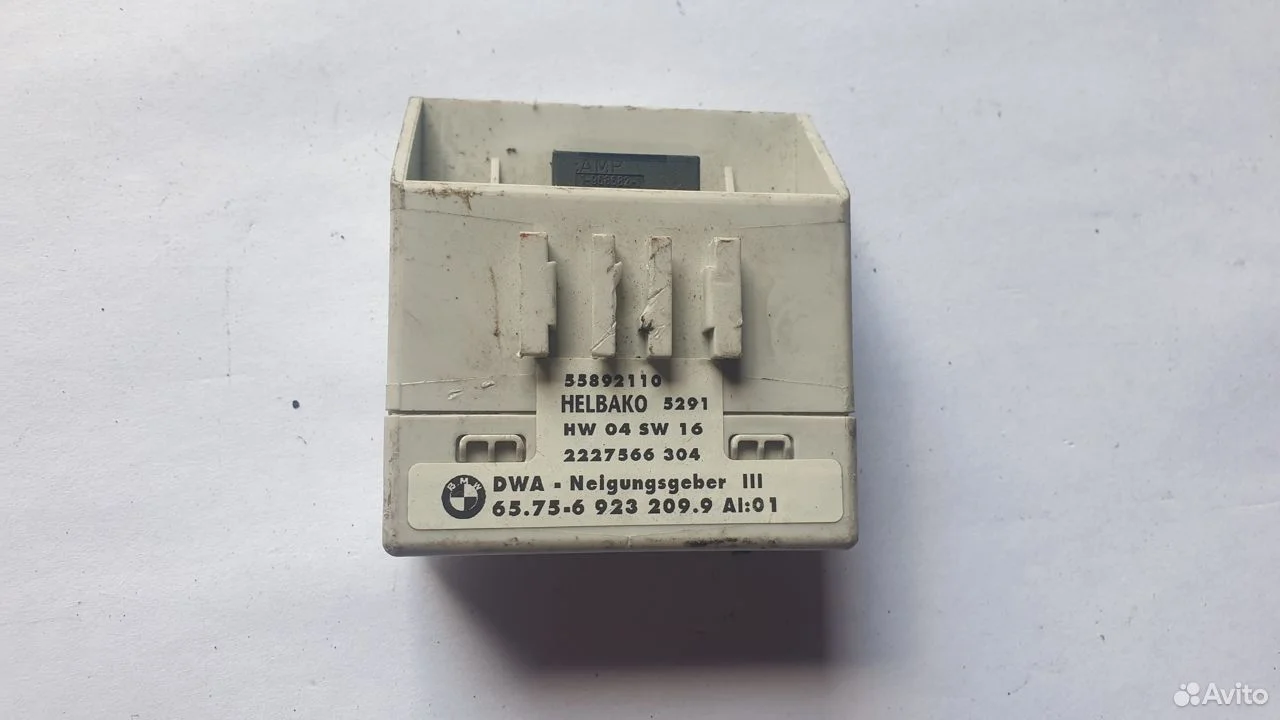 AMP
55892110
HELBAKO 5291
HW 04 SW 16
2227566 304
BMW
DWA - Neigungsgeber III
65.75-6 923 209.9 AI:01
Avito